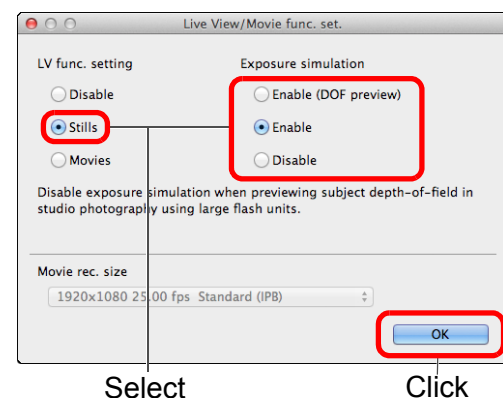 Live View/Movie func. set.
LV func. setting
Exposure simulation
Disable
Enable (DOF preview)
Stills
Enable
Movies
Disable
Disable exposure simulation when previewing subject depth-of-field in
studio photography using large flash units.
Movie rec. size
1920x1080 25.00 fps Standard (IPB)
OK
Select
Click